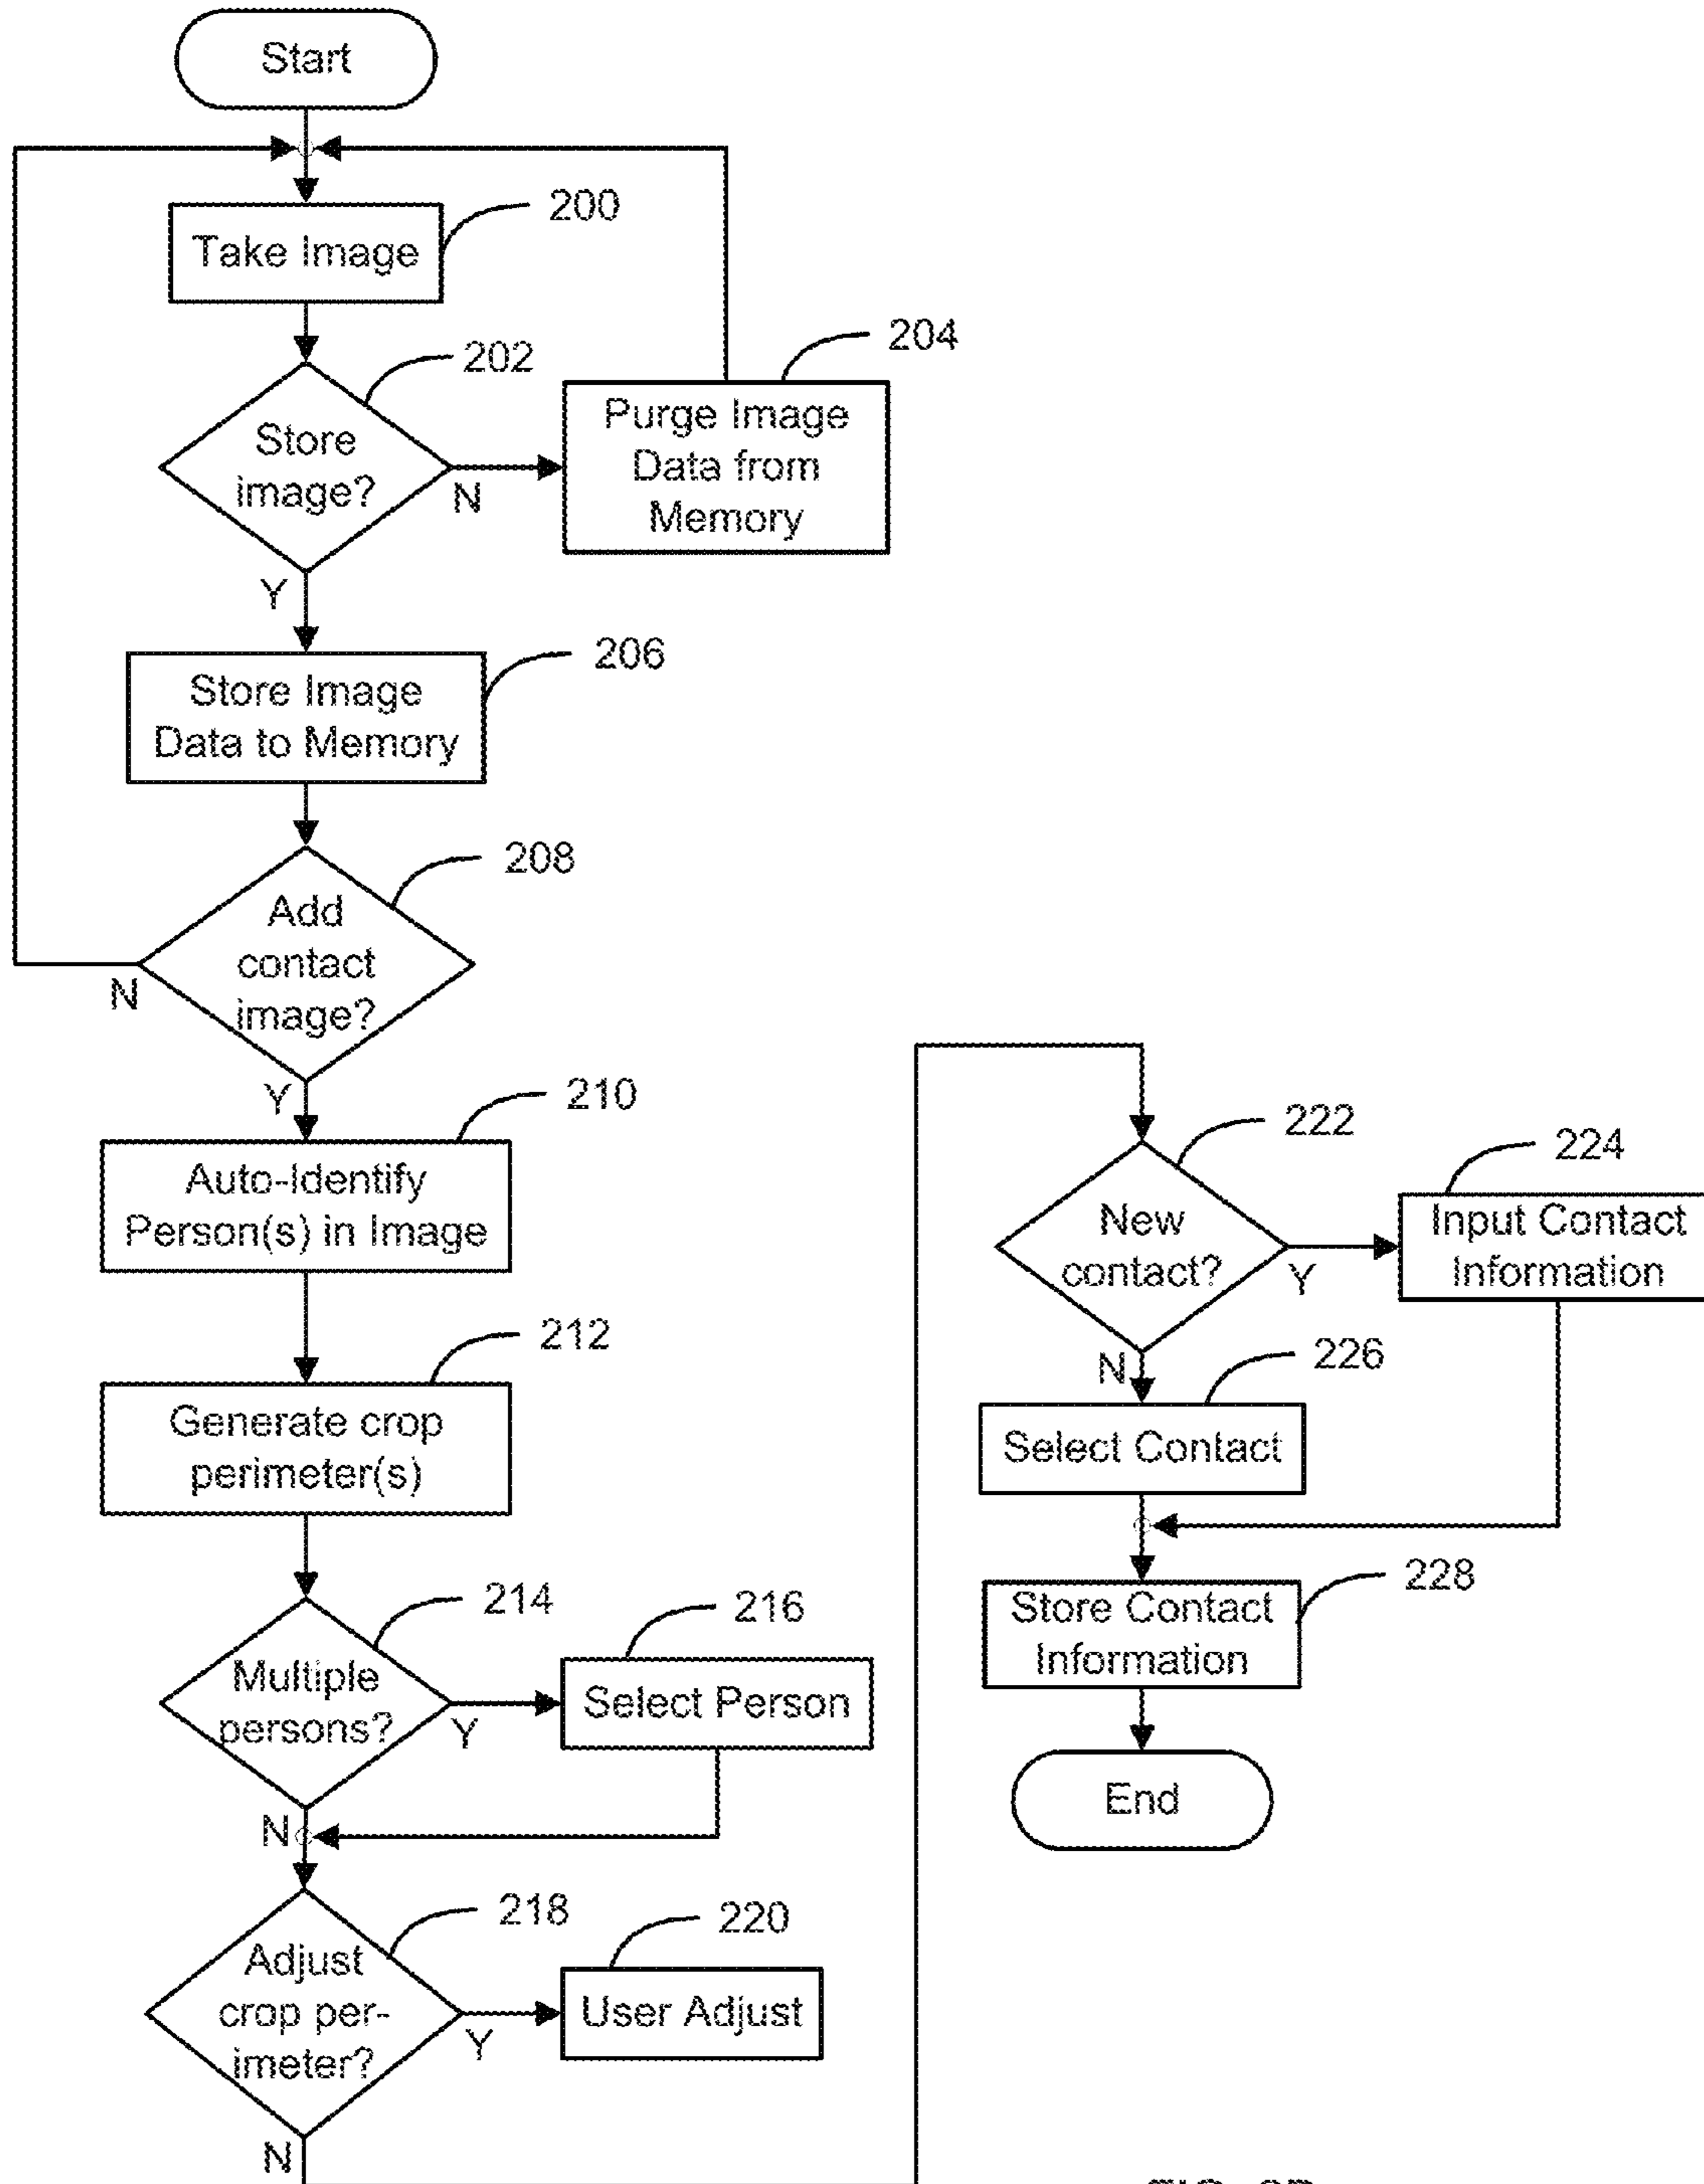 Start
200
Take Image
202
204
Store
image?
N
Purge Image
Data from
Memory
Y
206
Store Image
Data to Memory
208
Add
contact
image?
N
Y
210
Auto-Identify
Person(s) in Image
212
Generate crop
perimeter(s)
214
216
Multiple
persons?
Y
Select Person
N
218
220
Adjust
crop per-
imeter?
Y
User Adjust
N
222
224
New
contact?
Y
Input Contact
Information
N
226
Select Contact
228
Store Contact
Information
End